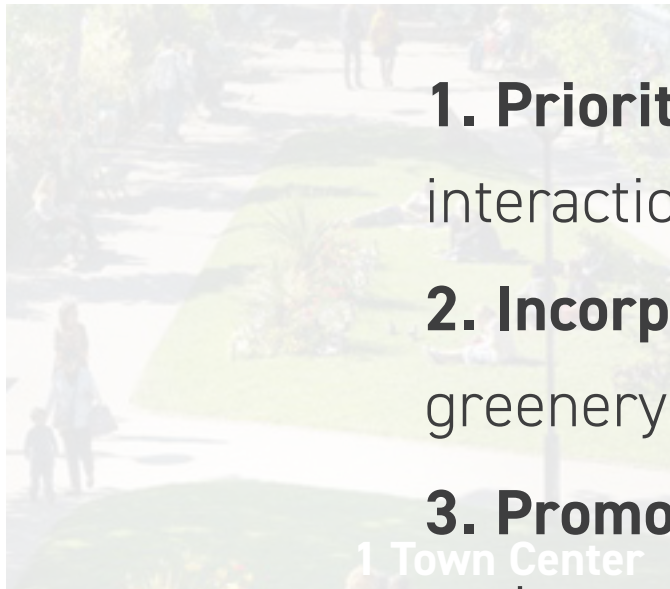 1. Priorit
interactio
2. Incorp
greenery
3. Promo
1 Town Center